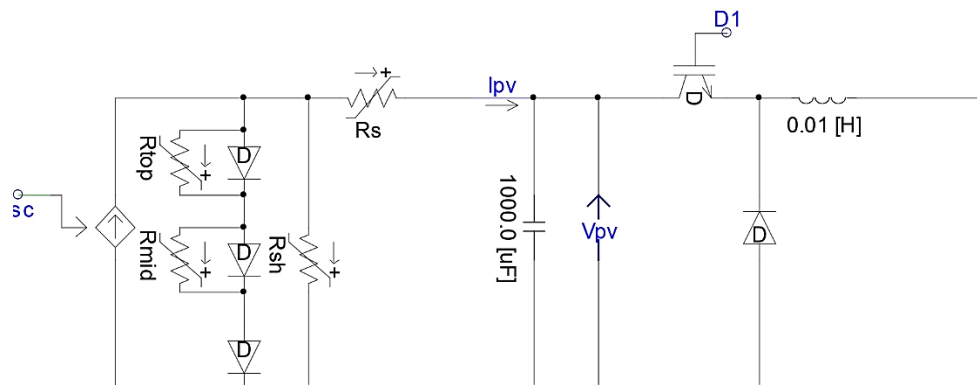 D1
Ipv
Rs
0.01 [H]
Rtop
D
D
sc
1000.0 [uF]
Vpv
D
Rmid
D
Rsh
D